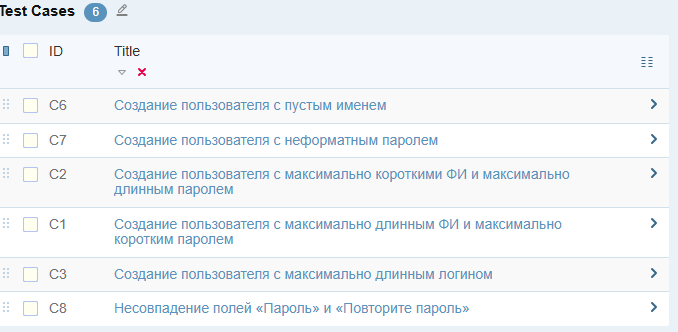 Test Cases 6
ID Title
C6 Создание пользователя с пустым именем
C7 Создание пользователя с неформатным паролем
C2 Создание пользователя с максимально короткими ФИ и максимально
длинным паролем
C1 Создание пользователя с максимально длинным ФИ и максимально
коротким паролем
C3 Создание пользователя с максимально длинным логином
C8 Несовпадение полей «Пароль» и «Повторите пароль»